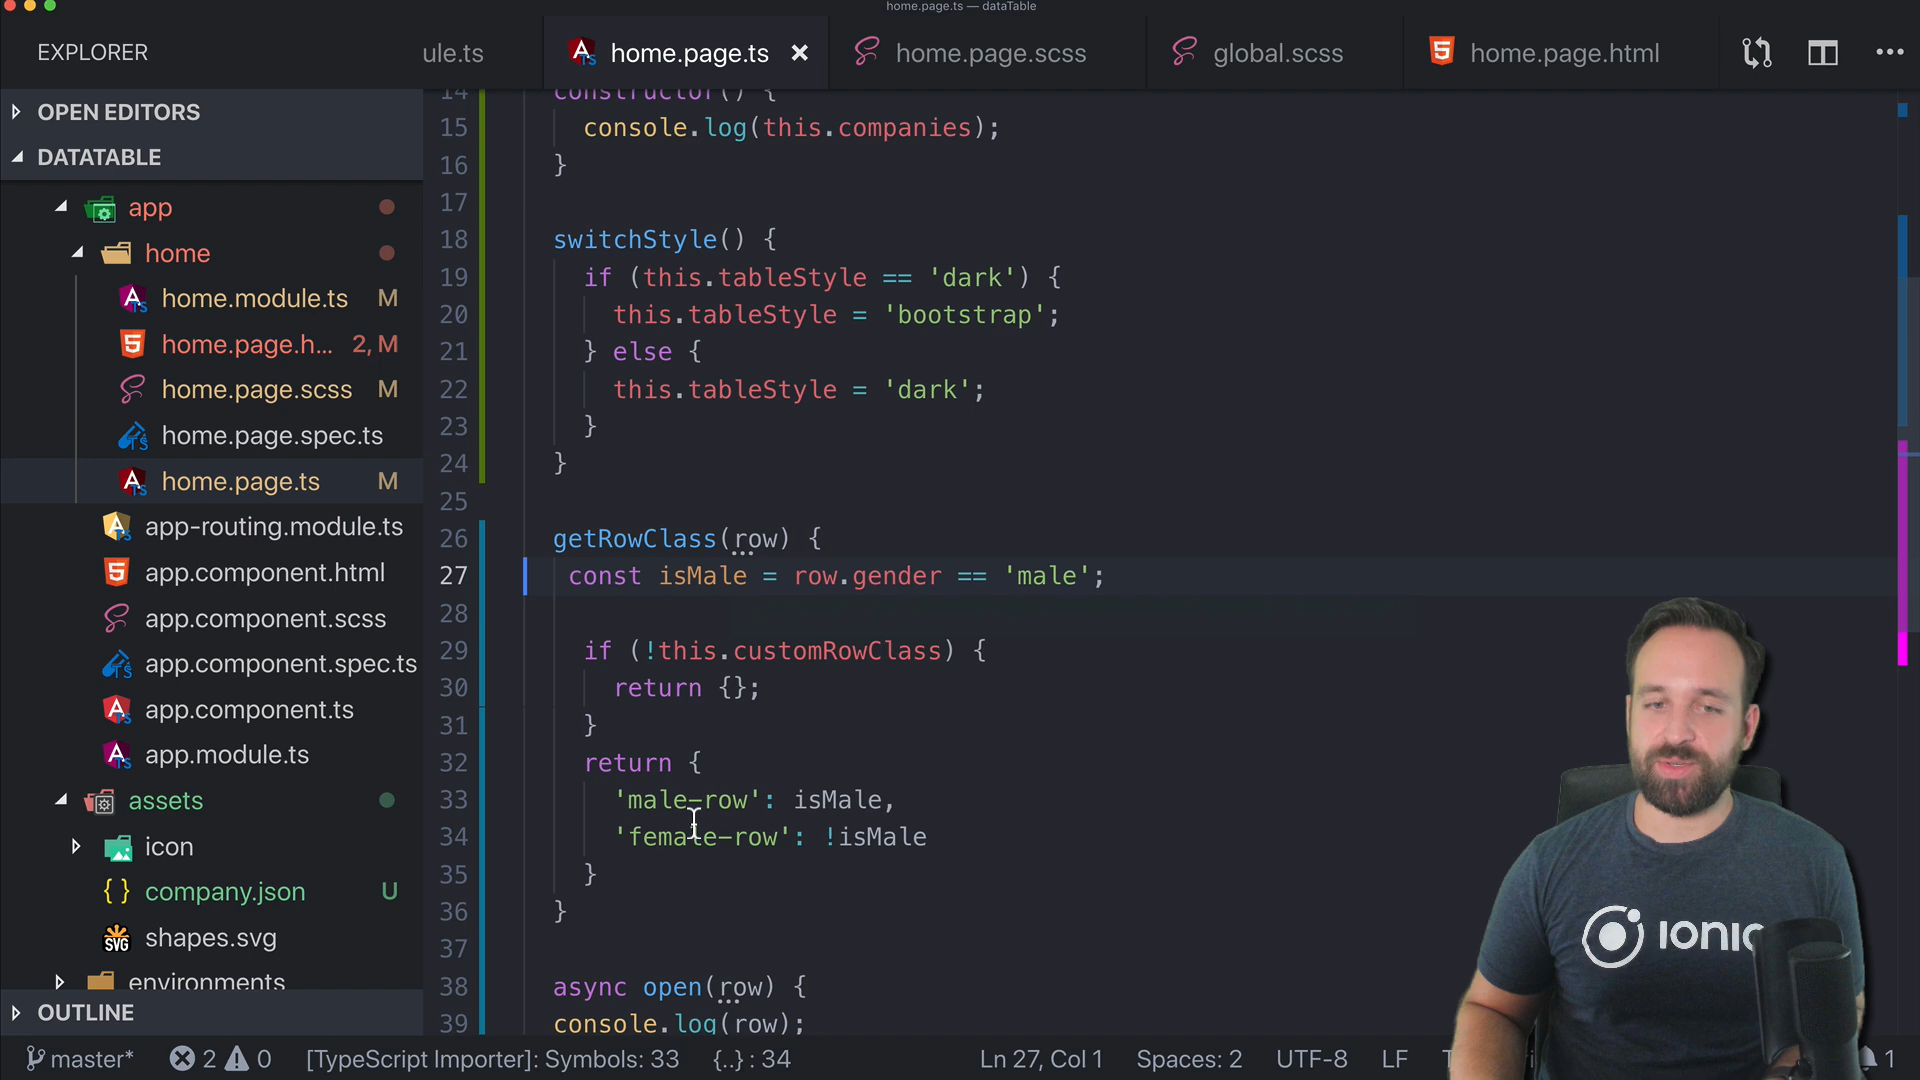 home.page.ts — dataTable
EXPLORER
ule.ts
home.page.ts
home.page.scss
global.scss
home.page.html
OPEN EDITORS
DATATABLE
app
home
home.module.ts M
home.page.h... 2, M
home.page.scss M
home.page.spec.ts
home.page.ts M
app-routing.module.ts
app.component.html
app.component.scss
app.component.spec.ts
app.component.ts
app.module.ts
assets
icon
company.json U
SVG shapes.svg
environments
OUTLINE
14 constructor() {
15 console.log(this.companies);
16 }
17
18 switchStyle() {
19 if (this.tableStyle == 'dark') {
20 this.tableStyle = 'bootstrap';
21 } else {
22 this.tableStyle = 'dark';
23 }
24 }
25
26 getRowClass(row) {
27 const isMale = row.gender == 'male';
28
29 if (!this.customRowClass) {
30 return {};
31 }
32 return {
33 'male-row': isMale,
34 'female-row': !isMale
35 }
36 }
37
38 async open(row) {
39 console.log(row);
ionic
master* 2 0 [TypeScript Importer]: Symbols: 33 {..} : 34 Ln 27, Col 1 Spaces: 2 UTF-8 LF 1